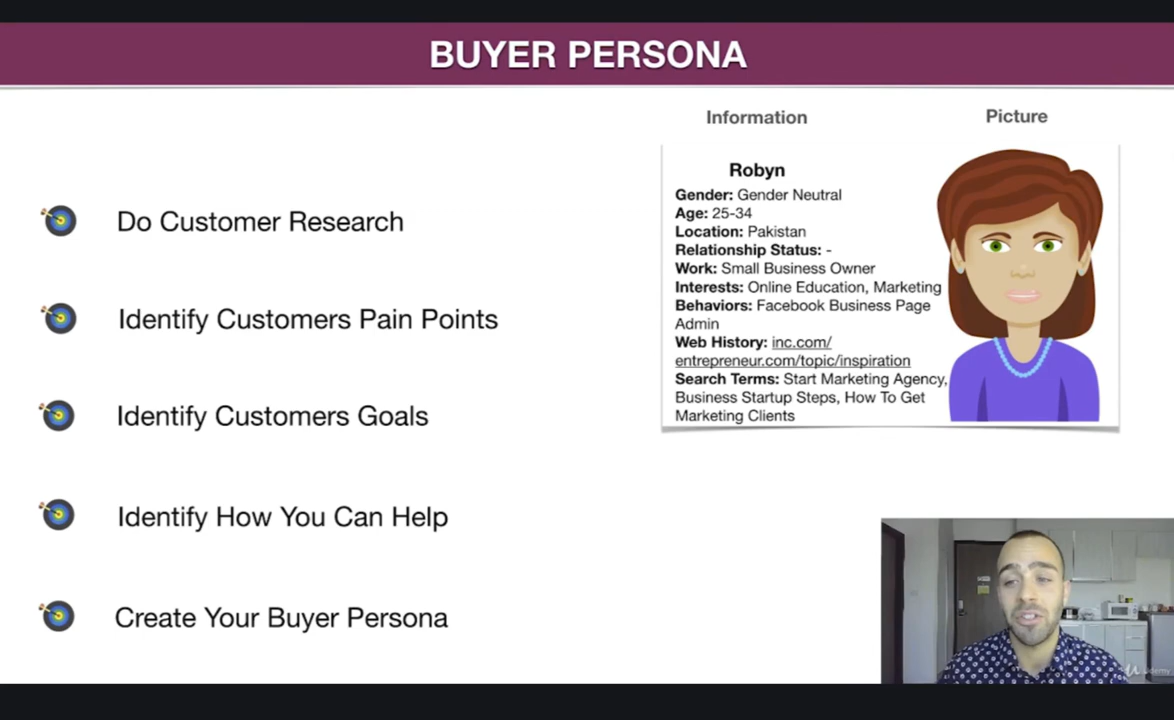 BUYER PERSONA
Information
Picture
Do Customer Research
Identify Customers Pain Points
Identify Customers Goals
Identify How You Can Help
Create Your Buyer Persona
Robyn
Gender: Gender Neutral
Age: 25-34
Location: Pakistan
Relationship Status: -
Work: Small Business Owner
Interests: Online Education, Marketing
Behaviors: Facebook Business Page
Admin
Web History: inc.com/
entrepreneur.com/topic/inspiration
Search Terms: Start Marketing Agency,
Business Startup Steps, How To Get
Marketing Clients
Udemy